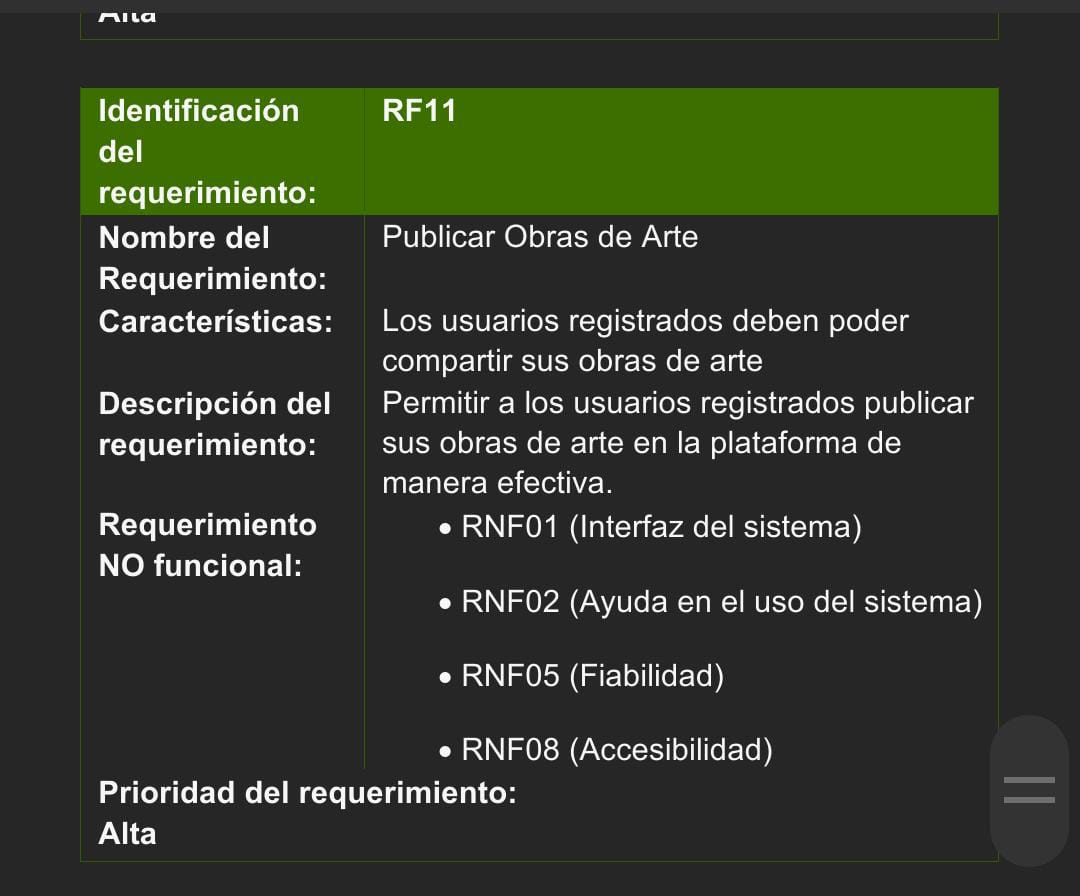 Alta
Identificación
del
requerimiento:
RF11
Nombre del
Requerimiento:
Publicar Obras de Arte
Características:
Los usuarios registrados deben poder
compartir sus obras de arte
Descripción del
requerimiento:
Permitir a los usuarios registrados publicar
sus obras de arte en la plataforma de
manera efectiva.
Requerimiento
NO funcional:
• RNF01 (Interfaz del sistema)
• RNF02 (Ayuda en el uso del sistema)
• RNF05 (Fiabilidad)
• RNF08 (Accesibilidad)
Prioridad del requerimiento:
Alta